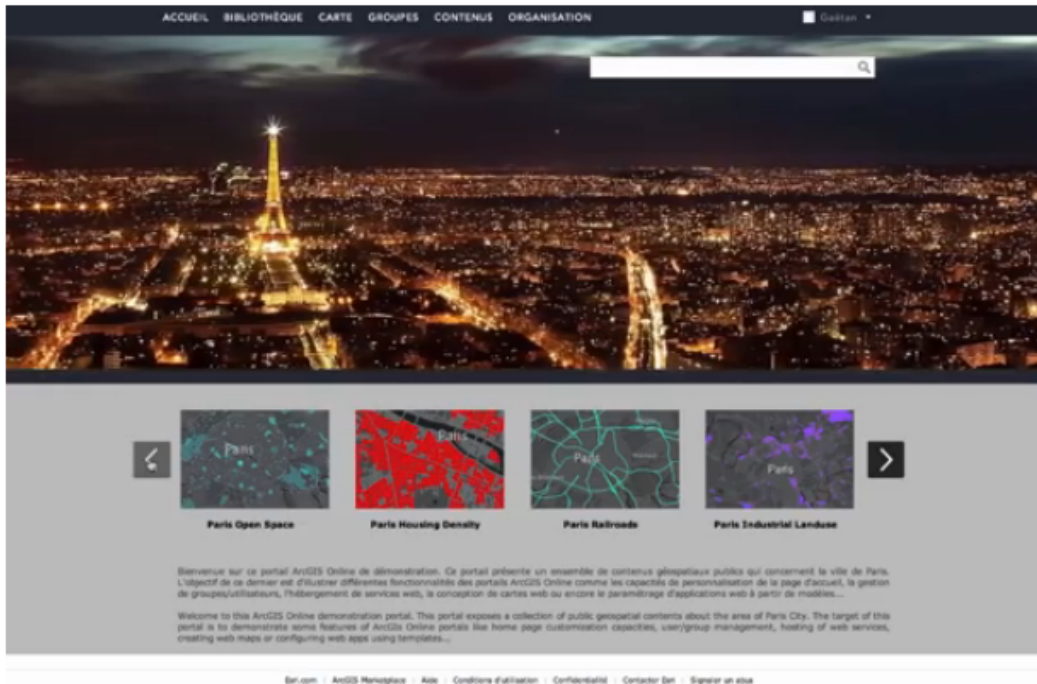 ACCUEIL BIBLIOTHÈQUE CARTE GROUPES CONTENUS ORGANISATION Gaëtan
Paris Paris Paris Paris
Paris Open Space Paris Housing Density Paris Railroads Paris Industrial Landuse
Bienvenue sur ce portail ArcGIS Online de démonstration. Ce portail présente un ensemble de contenus géospatiaux publics qui concernent la ville de Paris.
L'objectif de ce dernier est d'illustrer différentes fonctionnalités des portails ArcGIS Online comme les capacités de personnalisation de la page d'accueil, la gestion
de groupes/utilisateurs, l'hébergement de services web, la conception de cartes web ou encore le paramétrage d'applications web à partir de modèles...
Welcome to this ArcGIS Online demonstration portal. This portal exposes a collection of public geospatial contents about the area of Paris City. The target of this
portal is to demonstrate some features of ArcGIS Online portals like home page customization capacities, user/group management, hosting of web services,
creating web maps or configuring web apps using templates...
Esri.com | ArcGIS Marketplace | Aide | Conditions d'utilisation | Confidentialité | Contacter Esri | Signaler un abus